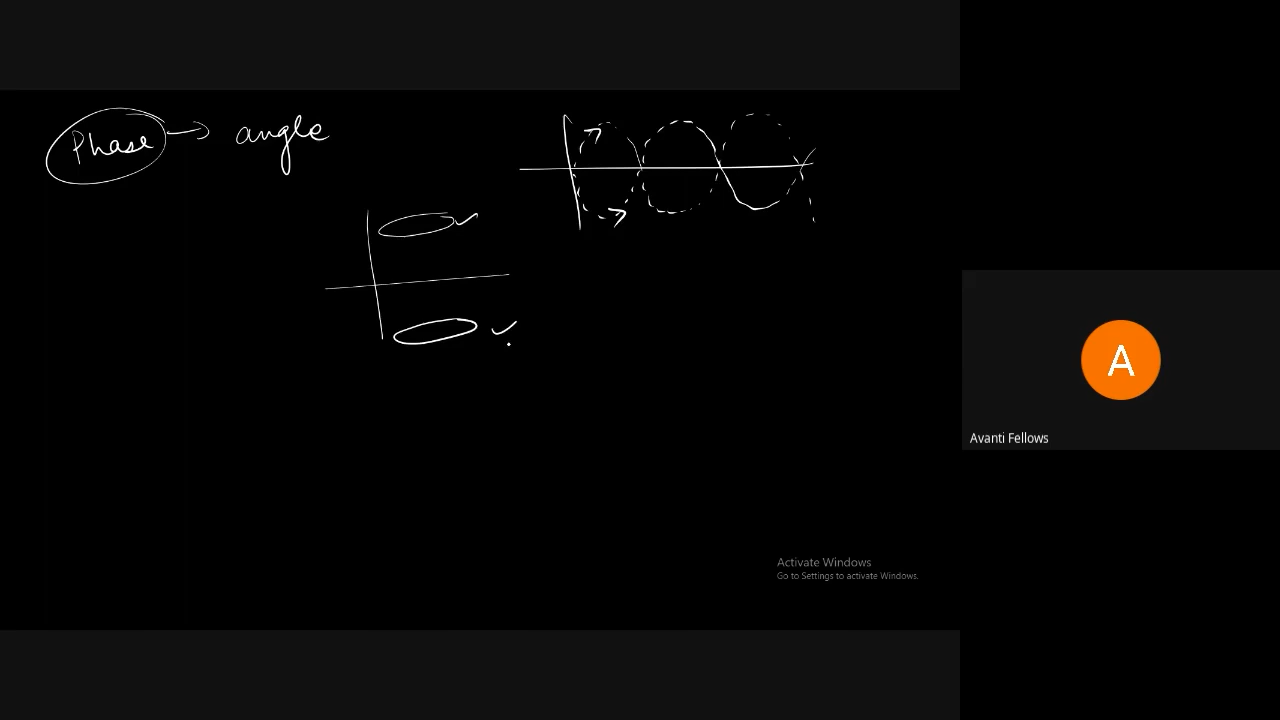 Phase → angle
A
Avanti Fellows
Activate Windows
Go to Settings to activate Windows.